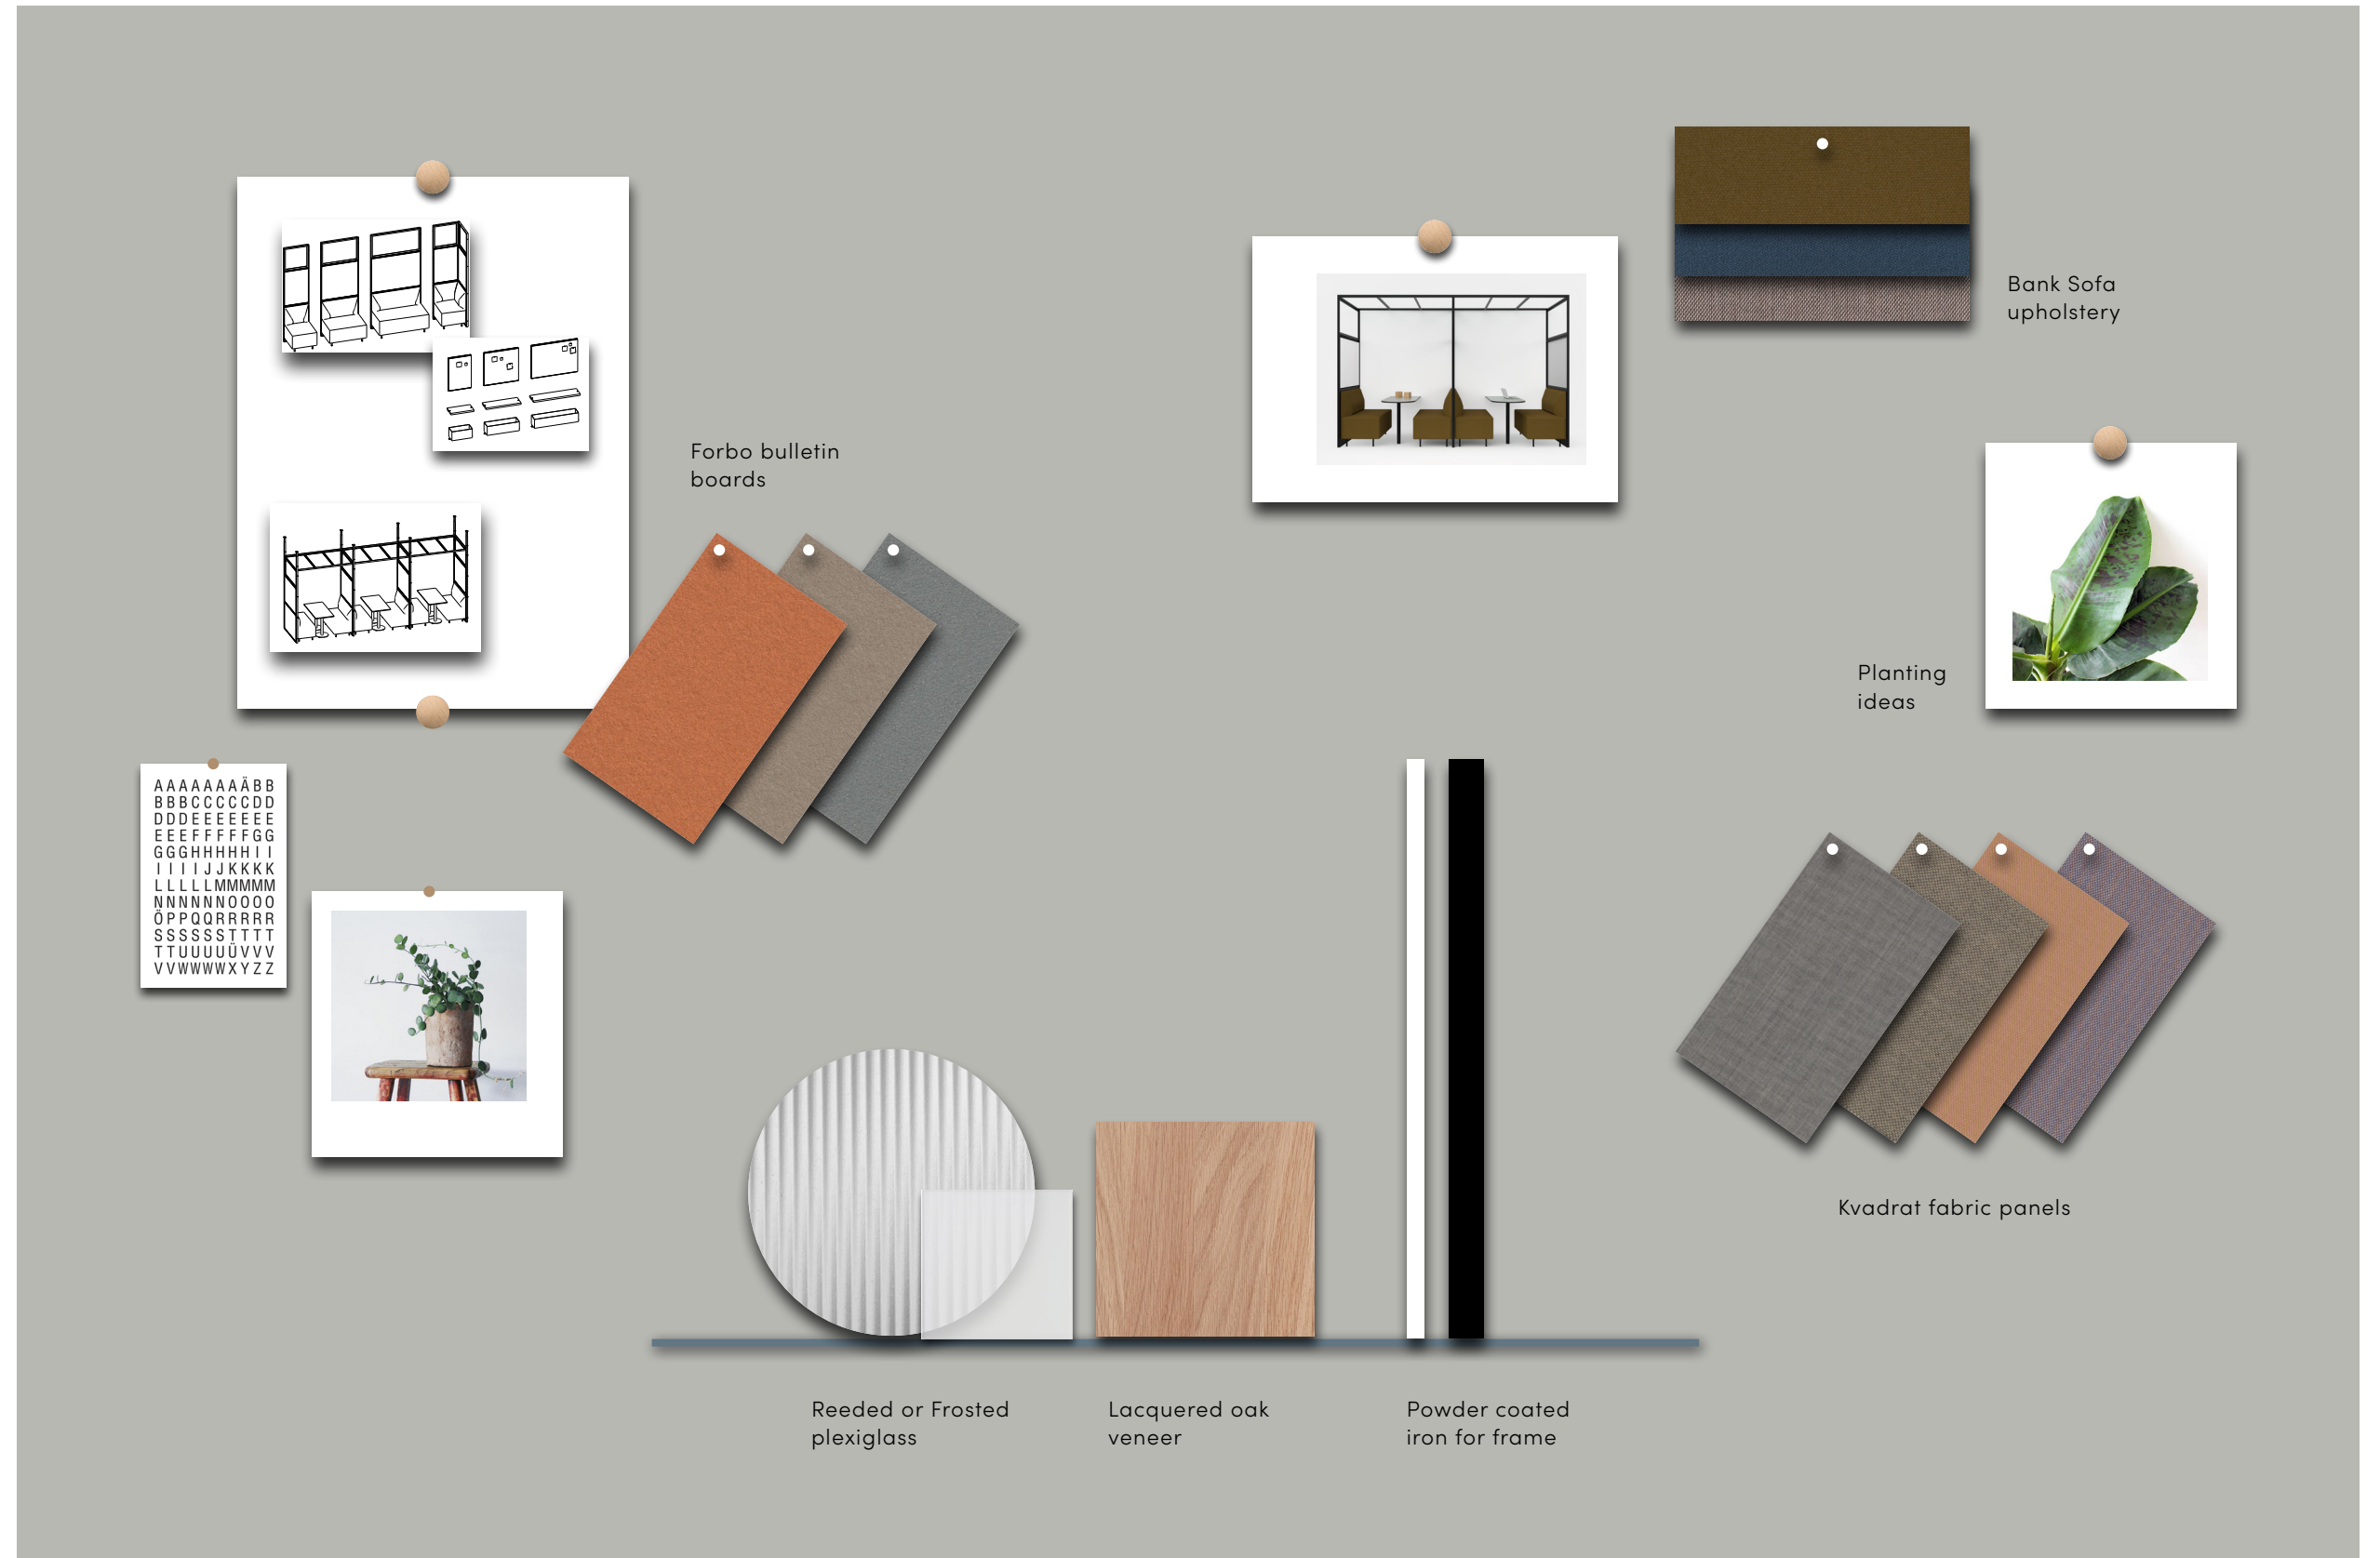 Bank Sofa
upholstery
Forbo bulletin
boards
Planting
ideas
AAAAAAAÄBB
BBBCCCCCDD
DDDEEEEEEE
EEEFFFFFGG
GGGHHHHHII
IIIIJJKKKK
LLLLLMMMMM
NNNNNNOOOO
ÖPPQQRRRRR
SSSSSSTTTT
TTUUUUÜVVV
VVWWWWXYZZ
Kvadrat fabric panels
Reeded or Frosted
plexiglass
Lacquered oak
veneer
Powder coated
iron for frame